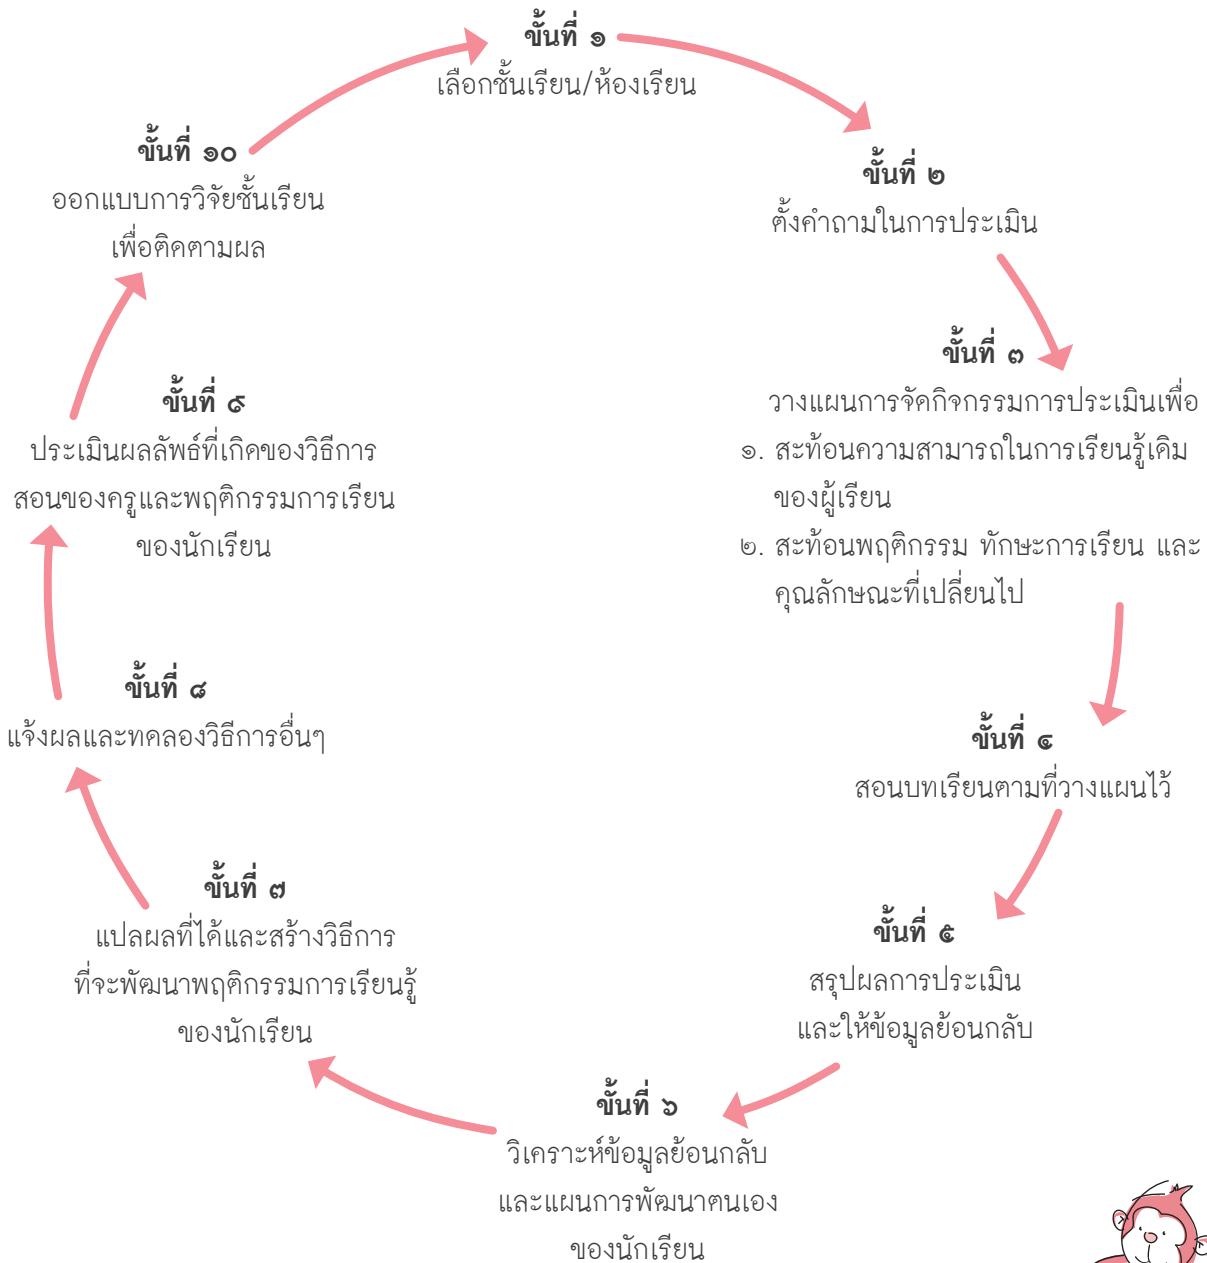 ขั้นที่ ๑
เลือกชั้นเรียน/ห้องเรียน
ขั้นที่ ๒
ตั้งคำถามในการประเมิน
ขั้นที่ ๓
วางแผนการจัดกิจกรรมการประเมินเพื่อ
๑. สะท้อนความสามารถในการเรียนรู้เดิม
ของผู้เรียน
๒. สะท้อนพฤติกรรม ทักษะการเรียน และ
คุณลักษณะที่เปลี่ยนไป
ขั้นที่ ๔
สอนบทเรียนตามที่วางแผนไว้
ขั้นที่ ๕
สรุปผลการประเมิน
และให้ข้อมูลย้อนกลับ
ขั้นที่ ๖
วิเคราะห์ข้อมูลย้อนกลับ
และแผนการพัฒนาตนเอง
ของนักเรียน
ขั้นที่ ๗
แปลผลที่ได้และสร้างวิธีการ
ที่จะพัฒนาพฤติกรรมการเรียนรู้
ของนักเรียน
ขั้นที่ ๘
แจ้งผลและทดลองวิธีการอื่นๆ
ขั้นที่ ๙
ประเมินผลลัพธ์ที่เกิดของวิธีการ
สอนของครูและพฤติกรรมการเรียน
ของนักเรียน
ขั้นที่ ๑๐
ออกแบบการวิจัยชั้นเรียน
เพื่อติดตามผล